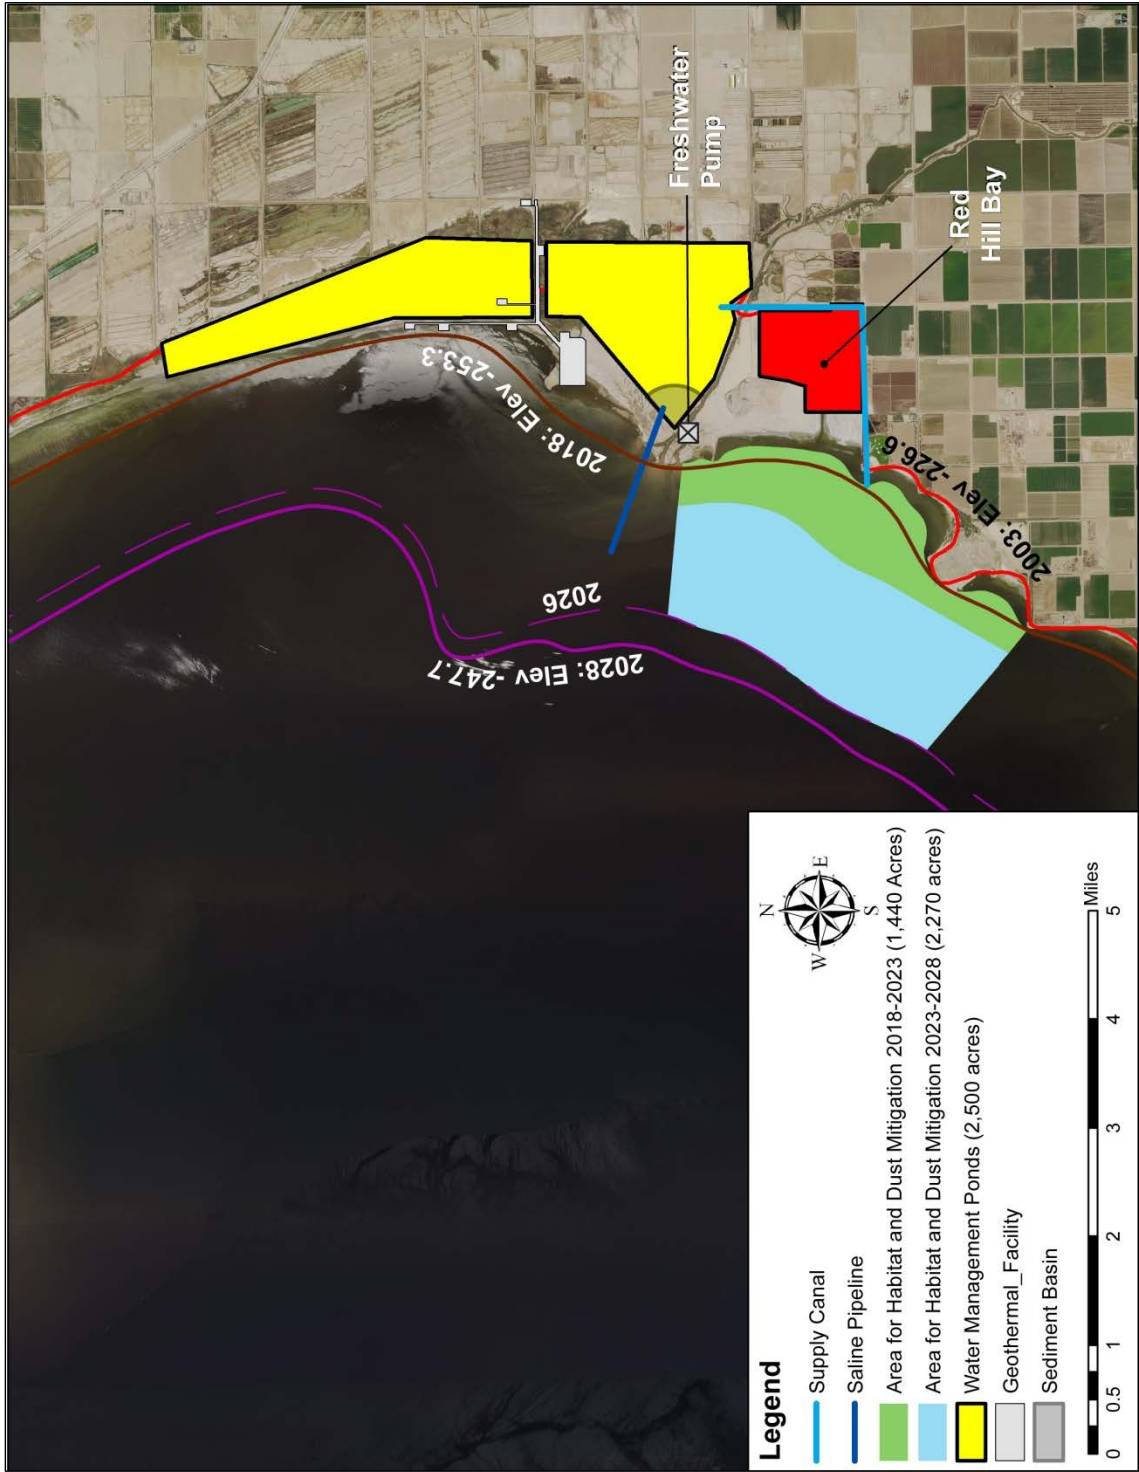 Freshwater
Pump
Red
Hill Bay
2018: Elev -253.3
2003: Elev -226.6
2026
2028: Elev -247.7
Legend
Supply Canal
Saline Pipeline
Area for Habitat and Dust Mitigation 2018-2023 (1,440 Acres)
Area for Habitat and Dust Mitigation 2023-2028 (2,270 acres)
Water Management Ponds (2,500 acres)
Geothermal_Facility
Sediment Basin
N
W
E
S
0 0.5 1 2 3 4 5
Miles